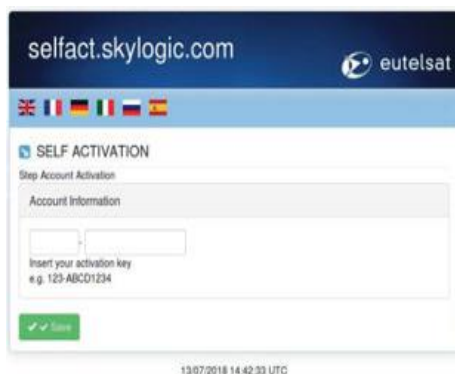 selfact.skylogic.com
eutelsat
SELF ACTIVATION
Step Account Activation
Account Information
-
Insert your activation key
e.g. 123-ABCD1234
Save
13/07/2018 14:42:33 UTC